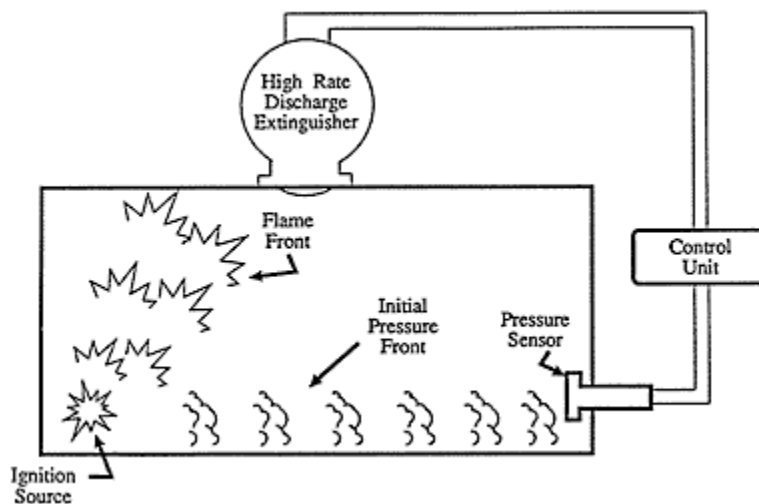 High Rate
Discharge
Extinguisher
Flame
Front
Control
Unit
Initial
Pressure
Front
Pressure
Sensor
Ignition
Source